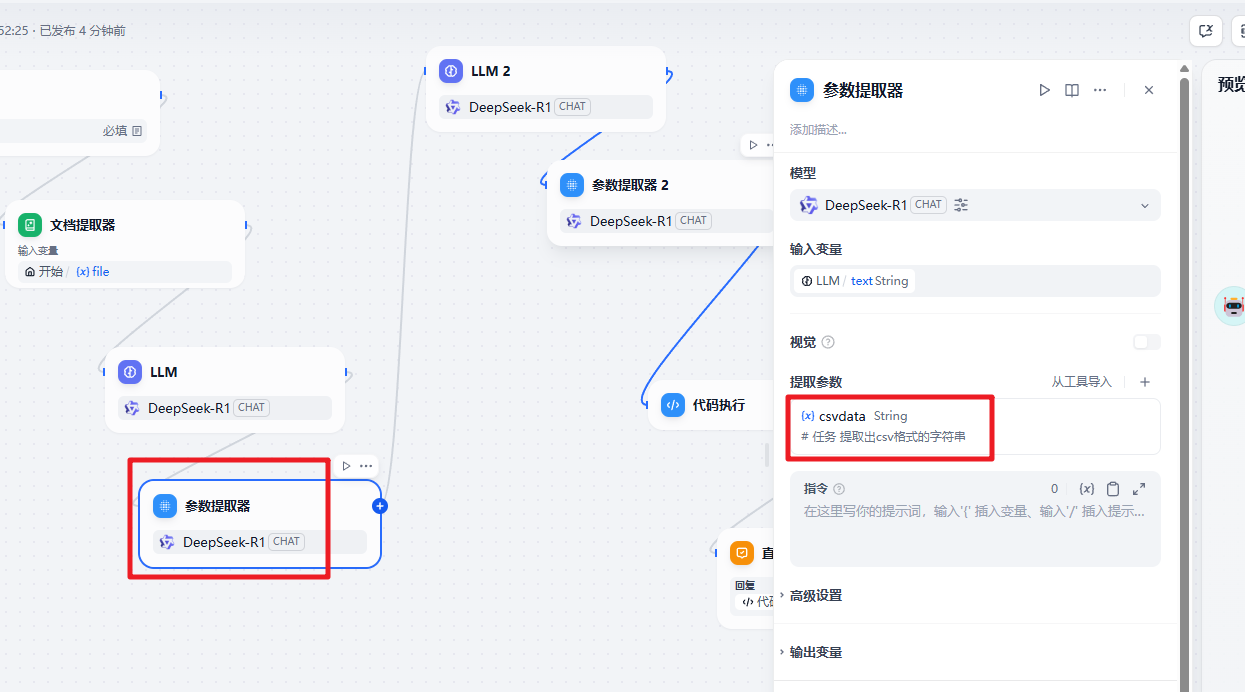 52:25 · 已发布 4 分钟前
必填
文档提取器
输入变量
开始 / {x} file
LLM
DeepSeek-R1 CHAT
参数提取器
DeepSeek-R1 CHAT
LLM 2
DeepSeek-R1 CHAT
参数提取器 2
DeepSeek-R1 CHAT
代码执行
直
回复
代码
参数提取器
添加描述...
模型
DeepSeek-R1 CHAT
输入变量
LLM / text String
视觉
提取参数
从工具导入
{x} csvdata String
# 任务 提取出csv格式的字符串
指令
0 {x}
在这里写你的提示词，输入'{' 插入变量、输入'/' 插入提示...
高级设置
输出变量
预览